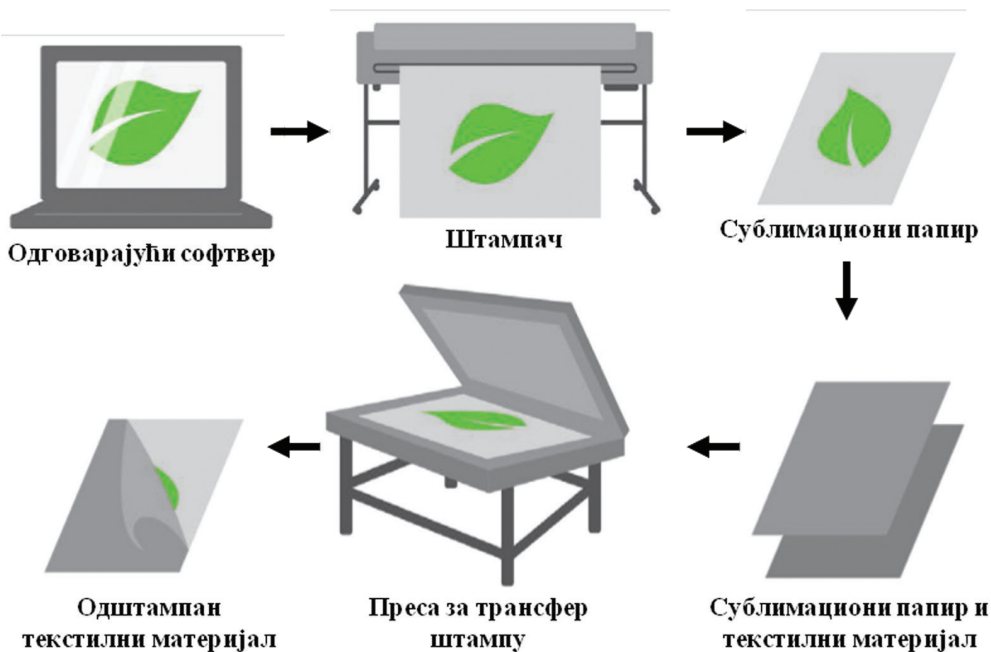 Одговарајући софтвер
Штампач
Сублимациони папир
Одштампан
текстилни материјал
Преса за трансфер
штампу
Сублимациони папир и
текстилни материјал